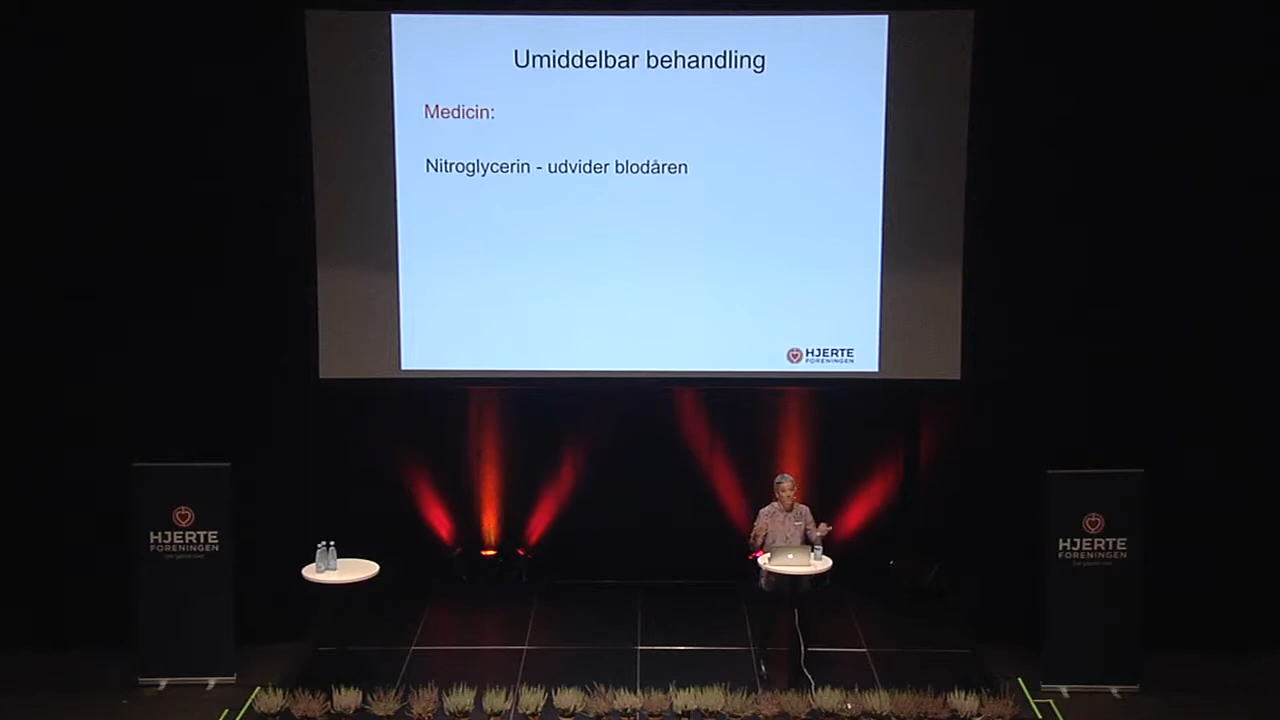 Umiddelbar behandling
Medicin:
Nitroglycerin - udvider blodåren
HJERTE
FORENINGEN
HJERTE
FORENINGEN
HJERTE
FORENINGEN